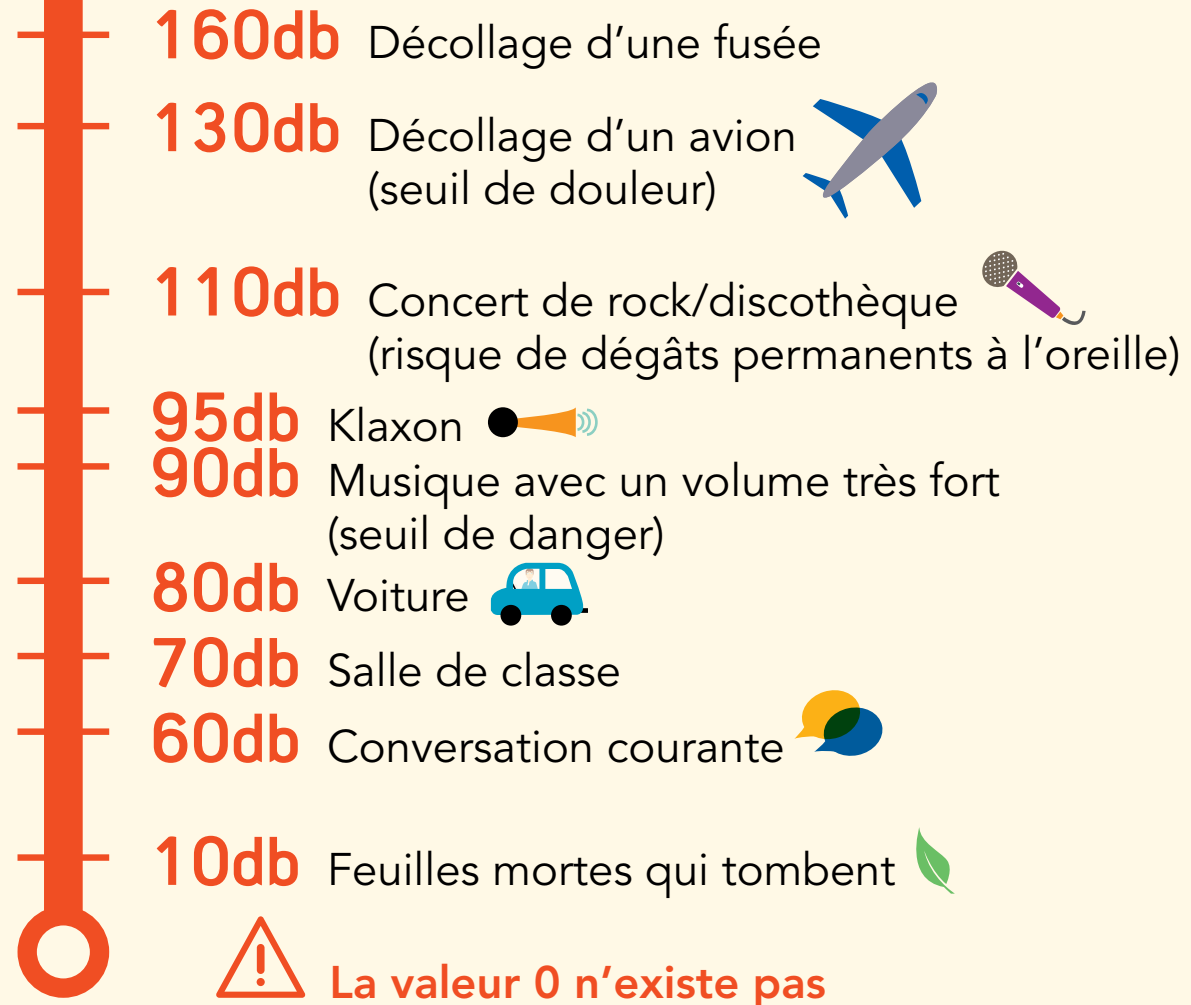 160db Décollage d’une fusée
130db Décollage d’un avion
(seuil de douleur)
110db Concert de rock/discothèque
(risque de dégâts permanents à l’oreille)
95db Klaxon
90db Musique avec un volume très fort
(seuil de danger)
80db Voiture
70db Salle de classe
60db Conversation courante
10db Feuilles mortes qui tombent
La valeur 0 n’existe pas